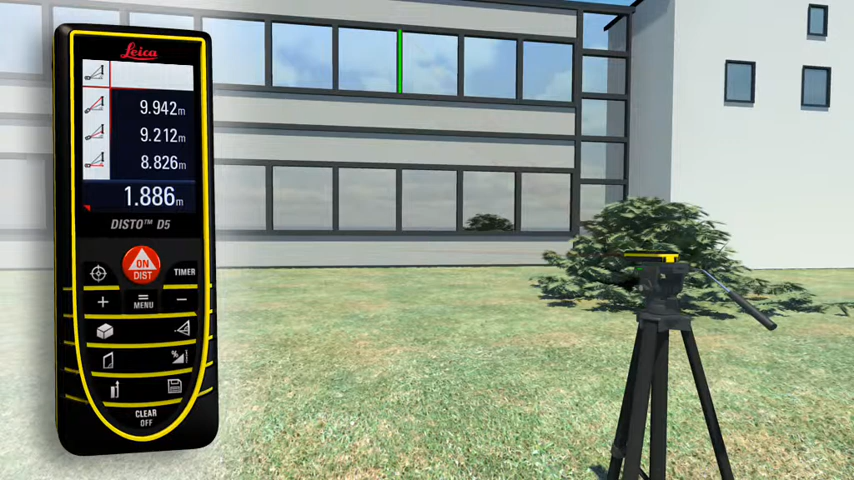 Leica
9.942m
9.212m
8.826m
1.886m
DISTO™ D5
ON
DIST
TIMER
+
=
MENU
−
%
CLEAR
OFF